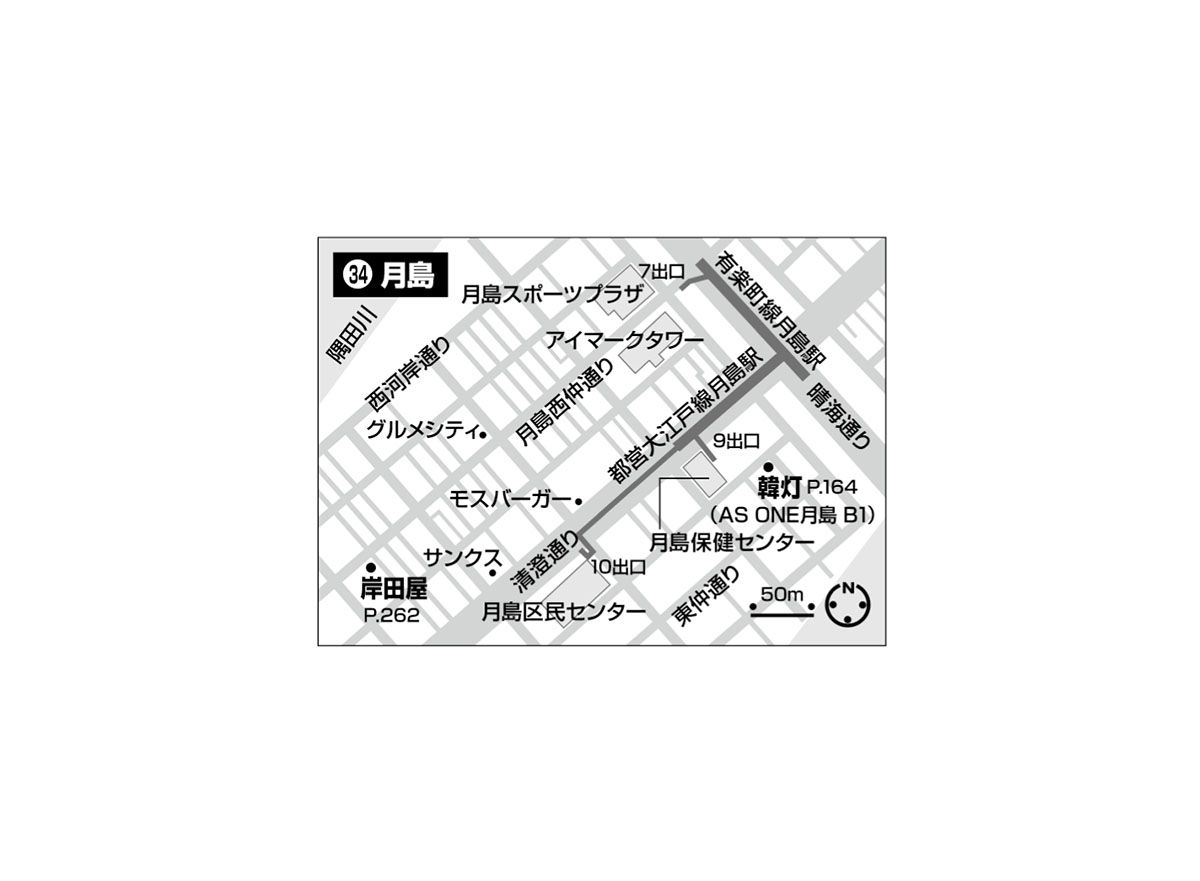 34 月島
7出口
有楽町線月島駅
月島スポーツプラザ
隅田川
西河岸通り
アイマークタワー
月島西仲通り
都営大江戸線月島駅
晴海通り
グルメシティ
9出口
韓灯 P.164
(AS ONE月島 B1)
モスバーガー
月島保健センター
清澄通り
サンクス
10出口
岸田屋
P.262
月島区民センター
東仲通り
50m
N